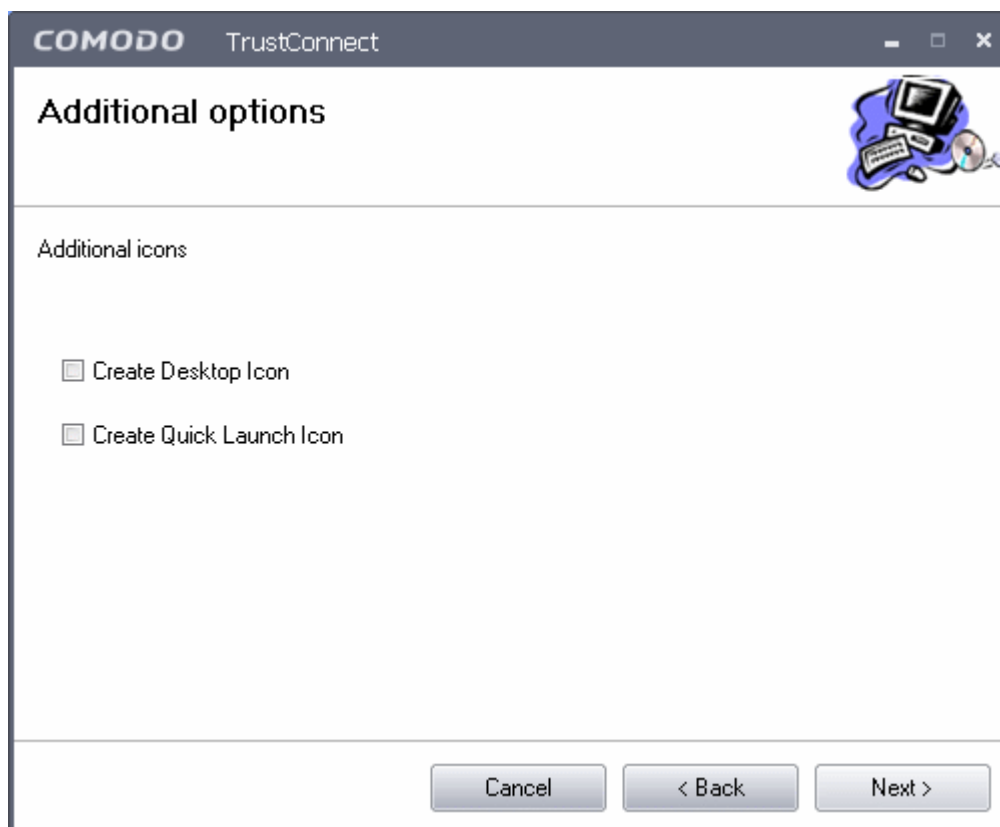 COMODO TrustConnect
Additional options
Additional icons
Create Desktop Icon
Create Quick Launch Icon
Cancel < Back Next >